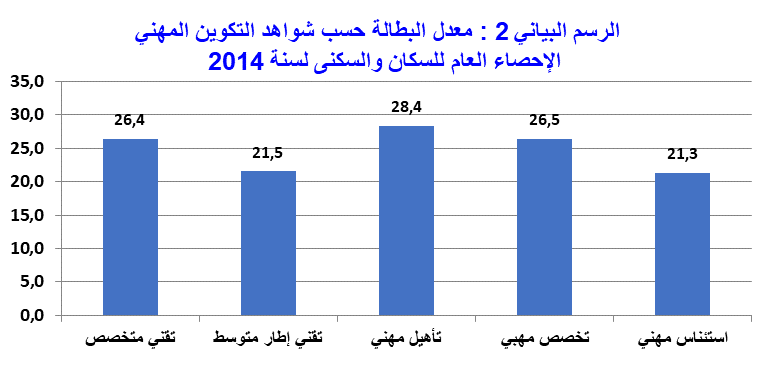 الرسم البياني 2 : معدل البطالة حسب شواهد التكوين المهني
الإحصاء العام للسكان والسكنى لسنة 2014
35,0
30,0
25,0
20,0
15,0
10,0
5,0
0,0
26,4
21,5
28,4
26,5
21,3
تقني متخصص
تقني إطار متوسط
تأهيل مهني
تخصص مهبي
استئناس مهني